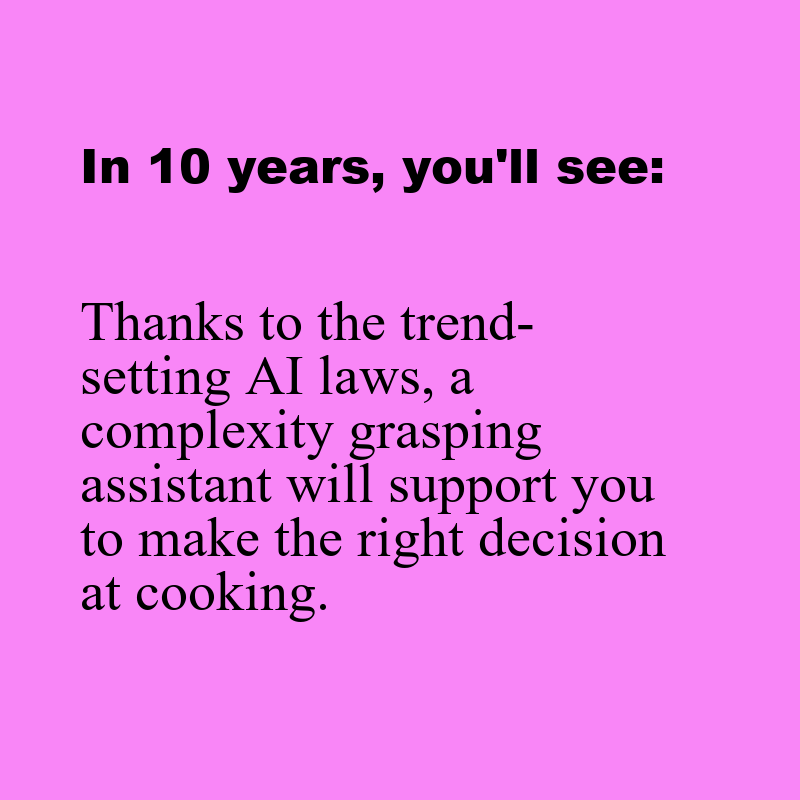 In 10 years, you'll see:
Thanks to the trend-
setting AI laws, a
complexity grasping
assistant will support you
to make the right decision
at cooking.